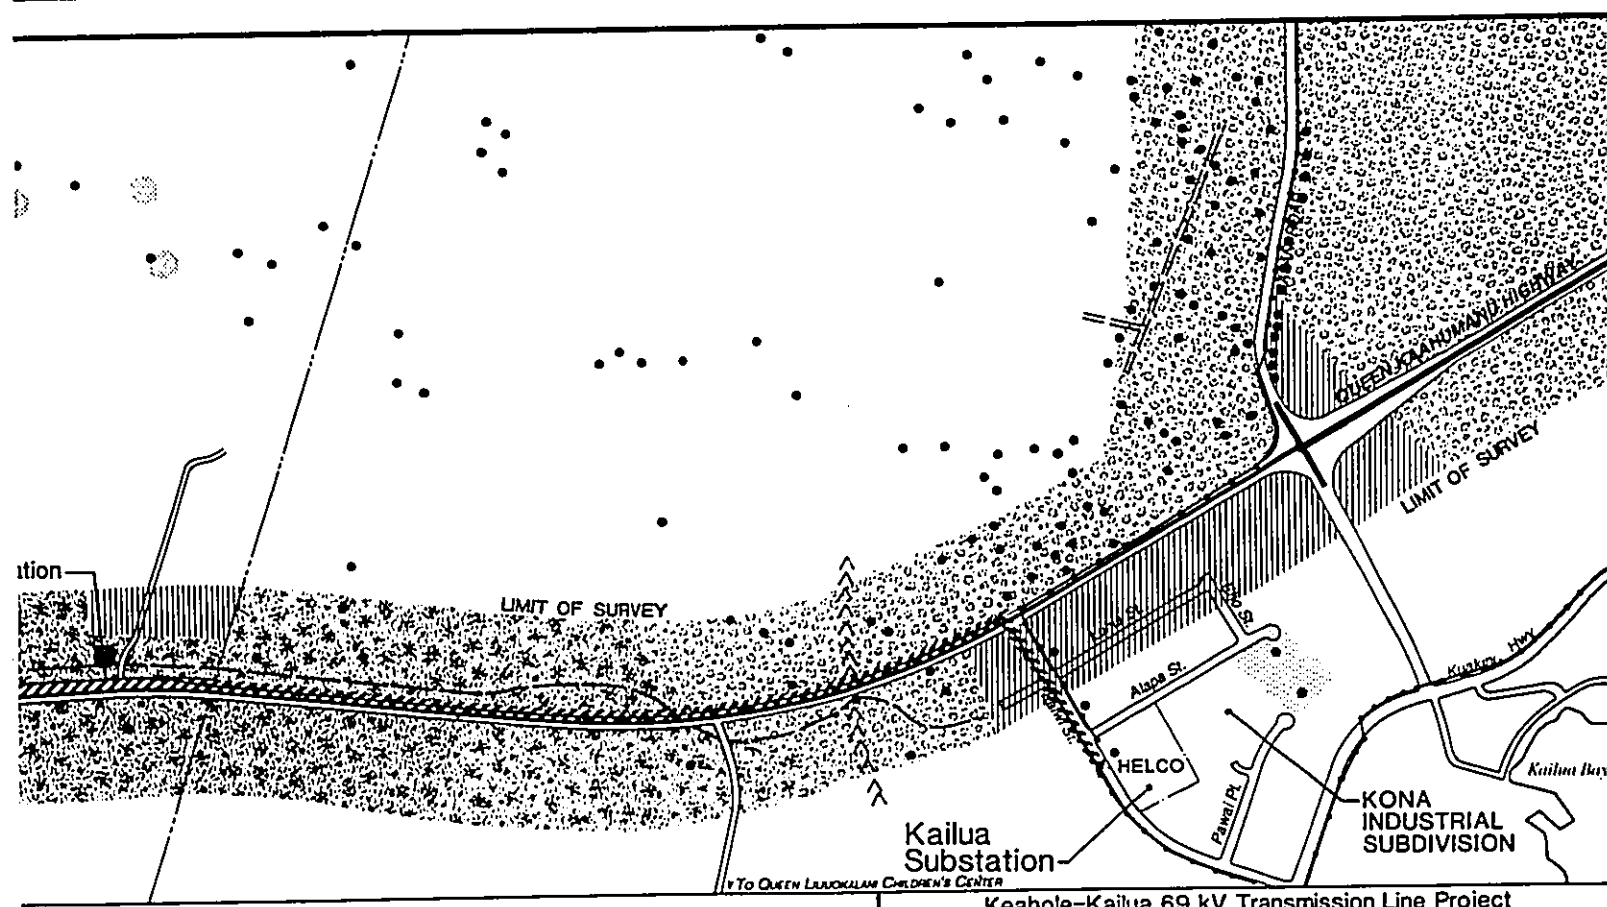 QUEEN KAAHUMANU HIGHWAY
LIMIT OF SURVEY
LIMIT OF SURVEY
Alapa St.
Kuakini Hwy
Kailua Bay
HELCO
Pawai Pl.
KONA
INDUSTRIAL
SUBDIVISION
Kailua
Substation
TO QUEEN LILIUOKALANI CHILDREN'S CENTER
Keahole-Kailua 69 kV Transmission Line Project